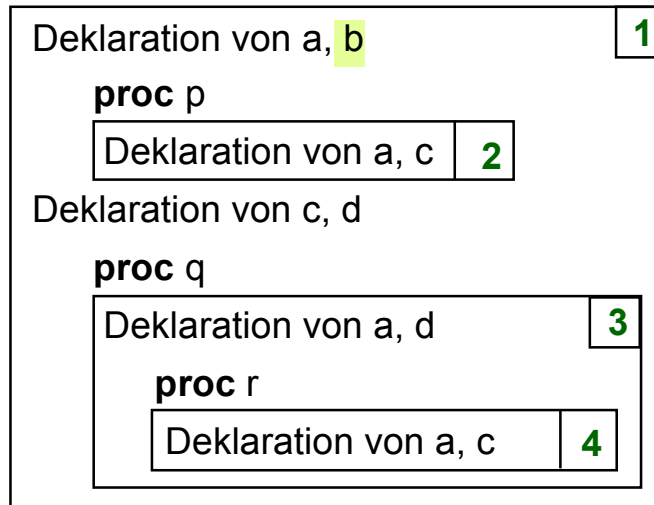 Deklaration von a, b 1
proc p
Deklaration von a, c 2
Deklaration von c, d
proc q
Deklaration von a, d 3
proc r
Deklaration von a, c 4